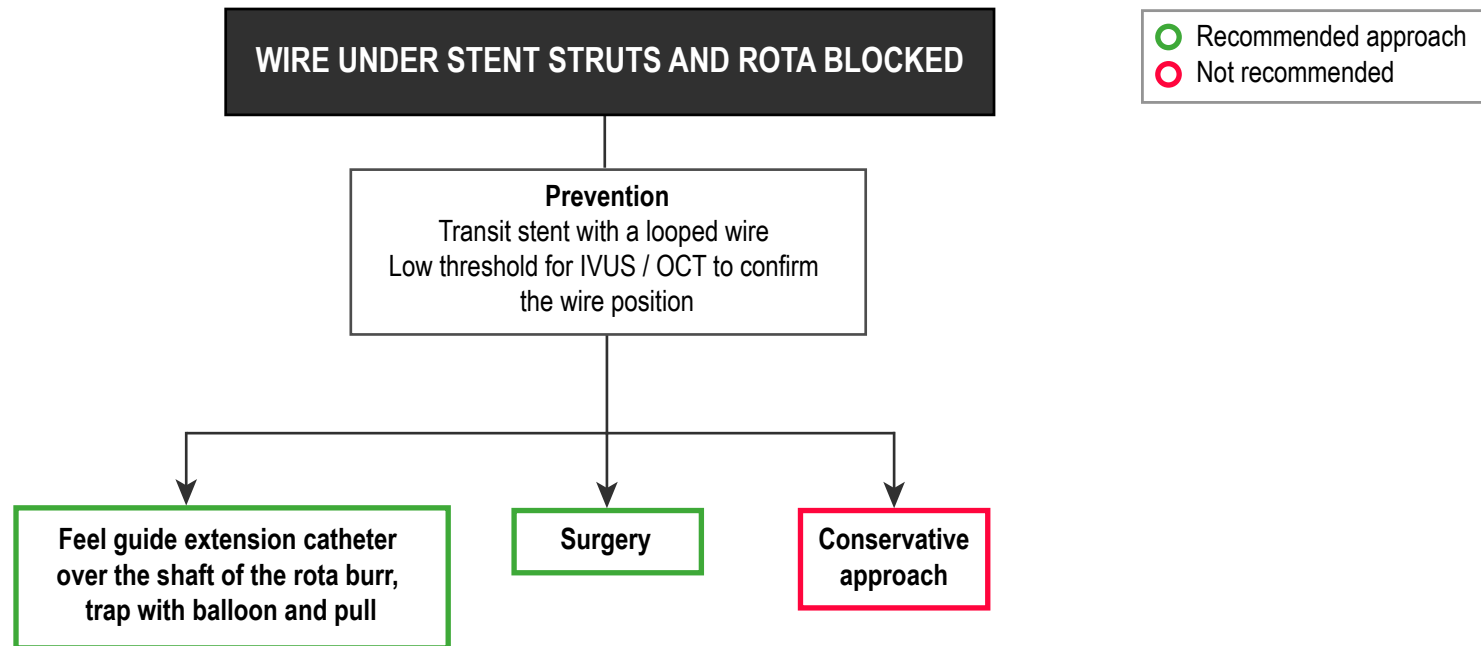 WIRE UNDER STENT STRUTS AND ROTA BLOCKED
Recommended approach
Not recommended
Prevention
Transit stent with a looped wire
Low threshold for IVUS / OCT to confirm
the wire position
Feel guide extension catheter
over the shaft of the rota burr,
trap with balloon and pull
Surgery
Conservative
approach